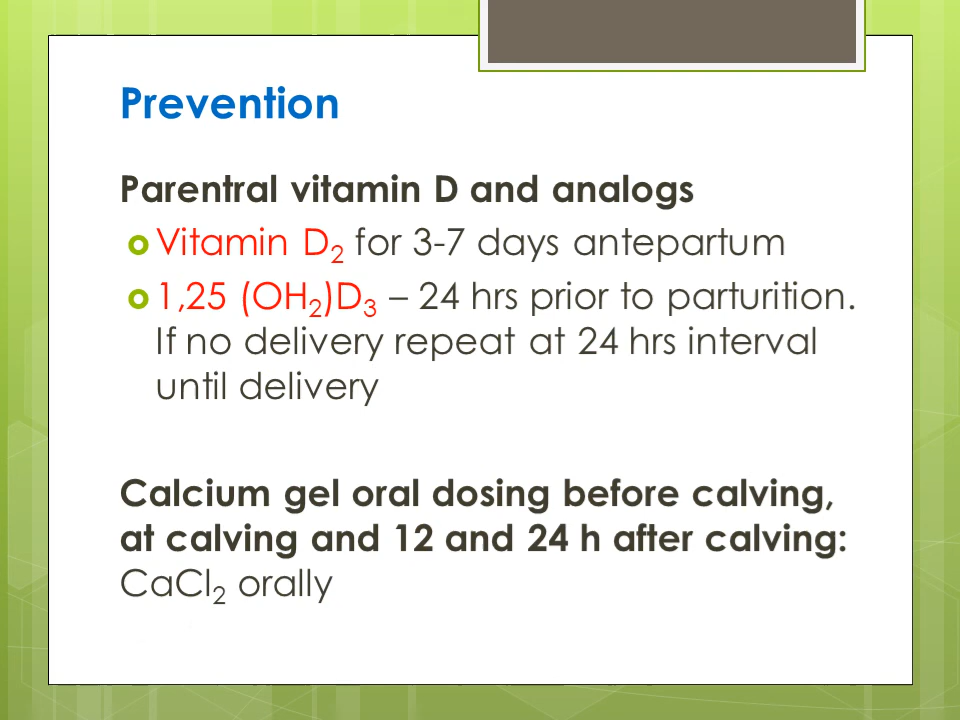 Prevention
Parentral vitamin D and analogs
Vitamin D₂ for 3-7 days antepartum
1,25 (OH₂)D₃ – 24 hrs prior to parturition.
If no delivery repeat at 24 hrs interval
until delivery
Calcium gel oral dosing before calving,
at calving and 12 and 24 h after calving:
CaCl₂ orally